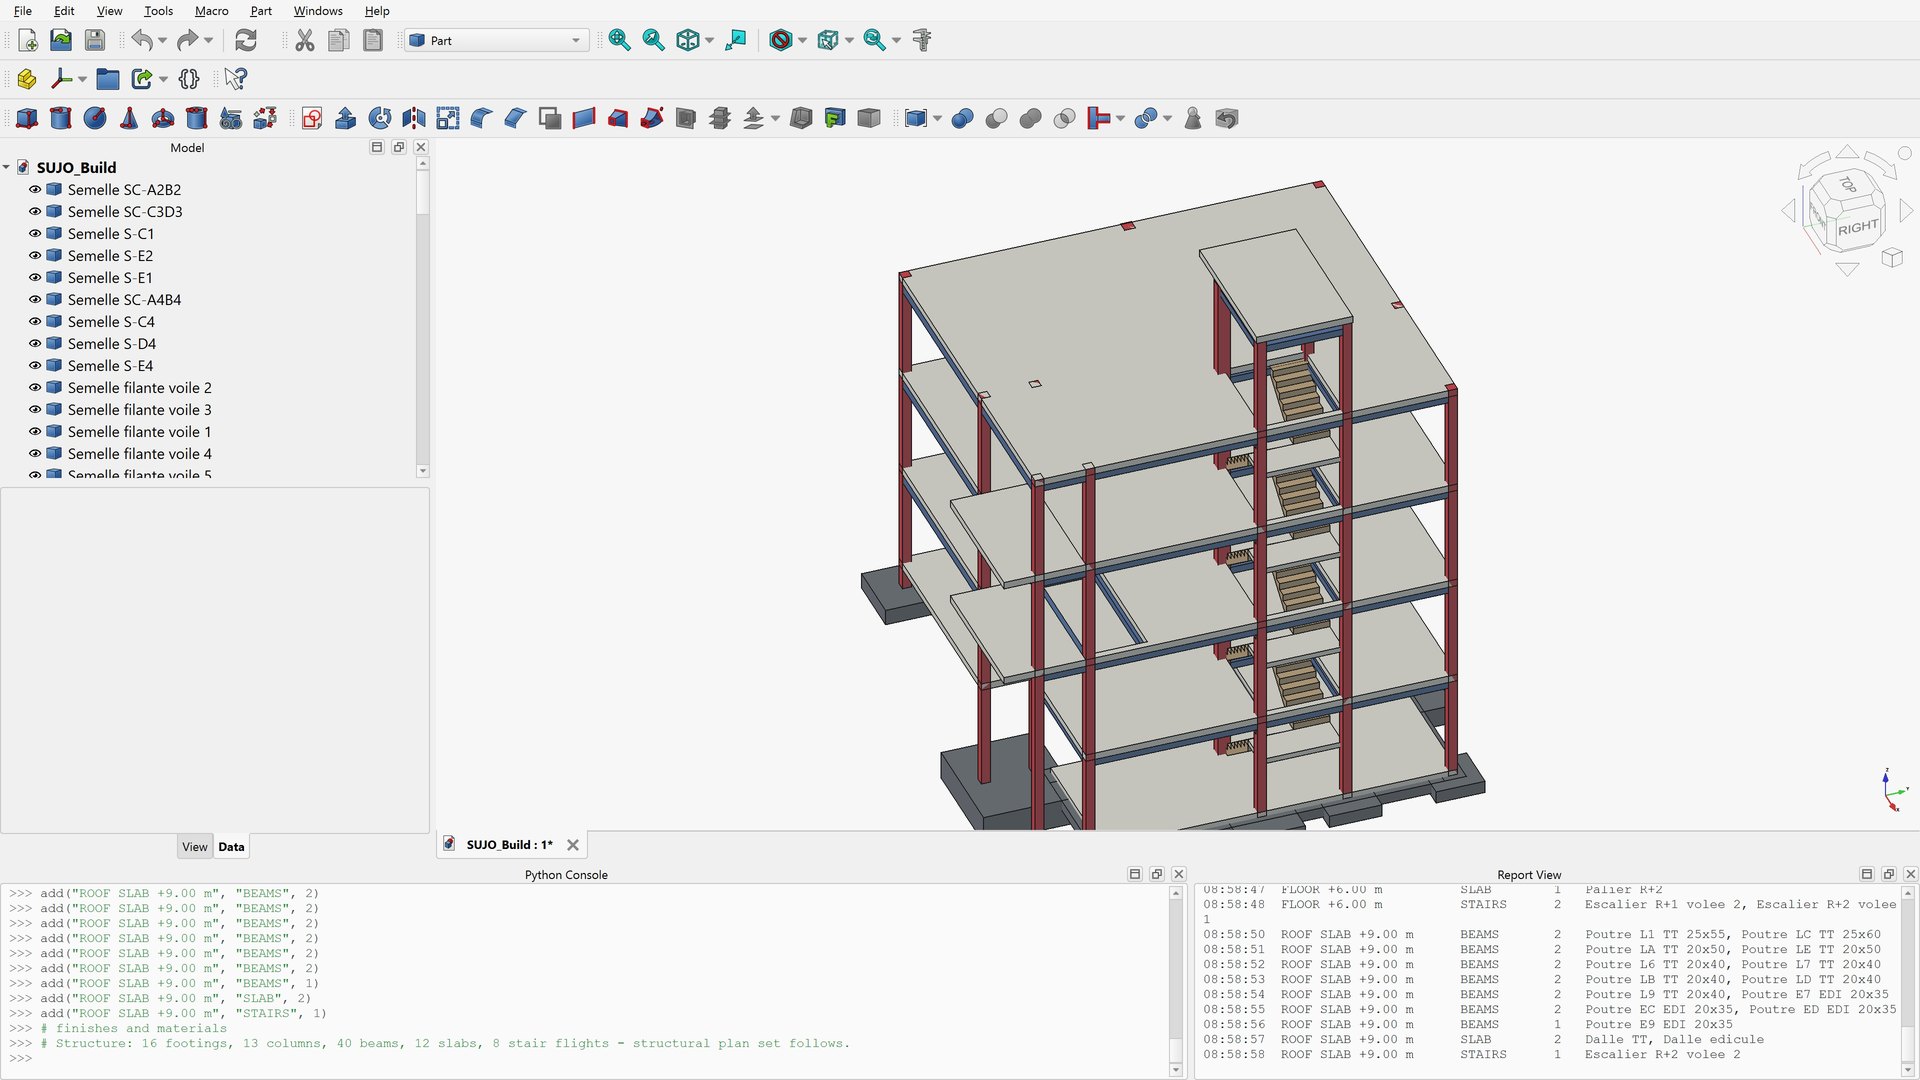 File Edit View Tools Macro Part Windows Help
Part
Model
SUJO_Build
Semelle SC-A2B2
Semelle SC-C3D3
Semelle S-C1
Semelle S-E2
Semelle S-E1
Semelle SC-A4B4
Semelle S-C4
Semelle S-D4
Semelle S-E4
Semelle filante voile 2
Semelle filante voile 3
Semelle filante voile 1
Semelle filante voile 4
Semelle filante voile 5
View Data
TOP
RIGHT
SUJO_Build : 1*
Python Console
>>> add("ROOF SLAB +9.00 m", "BEAMS", 2)
>>> add("ROOF SLAB +9.00 m", "BEAMS", 2)
>>> add("ROOF SLAB +9.00 m", "BEAMS", 2)
>>> add("ROOF SLAB +9.00 m", "BEAMS", 2)
>>> add("ROOF SLAB +9.00 m", "BEAMS", 2)
>>> add("ROOF SLAB +9.00 m", "BEAMS", 2)
>>> add("ROOF SLAB +9.00 m", "BEAMS", 1)
>>> add("ROOF SLAB +9.00 m", "SLAB", 2)
>>> add("ROOF SLAB +9.00 m", "STAIRS", 1)
>>> # finishes and materials
>>> # Structure: 16 footings, 13 columns, 40 beams, 12 slabs, 8 stair flights - structural plan set follows.
>>>
Report View
08:58:47 FLOOR +6.00 m SLAB 1 Palier R+2
08:58:48 FLOOR +6.00 m STAIRS 2 Escalier R+1 volee 2, Escalier R+2 volee
1
08:58:50 ROOF SLAB +9.00 m BEAMS 2 Poutre L1 TT 25x55, Poutre LC TT 25x60
08:58:51 ROOF SLAB +9.00 m BEAMS 2 Poutre LA TT 20x50, Poutre LE TT 20x50
08:58:52 ROOF SLAB +9.00 m BEAMS 2 Poutre L6 TT 20x40, Poutre L7 TT 20x40
08:58:53 ROOF SLAB +9.00 m BEAMS 2 Poutre LB TT 20x40, Poutre LD TT 20x40
08:58:54 ROOF SLAB +9.00 m BEAMS 2 Poutre L9 TT 20x40, Poutre E7 EDI 20x35
08:58:55 ROOF SLAB +9.00 m BEAMS 2 Poutre EC EDI 20x35, Poutre ED EDI 20x35
08:58:56 ROOF SLAB +9.00 m BEAMS 1 Poutre E9 EDI 20x35
08:58:57 ROOF SLAB +9.00 m SLAB 2 Dalle TT, Dalle edicule
08:58:58 ROOF SLAB +9.00 m STAIRS 1 Escalier R+2 volee 2